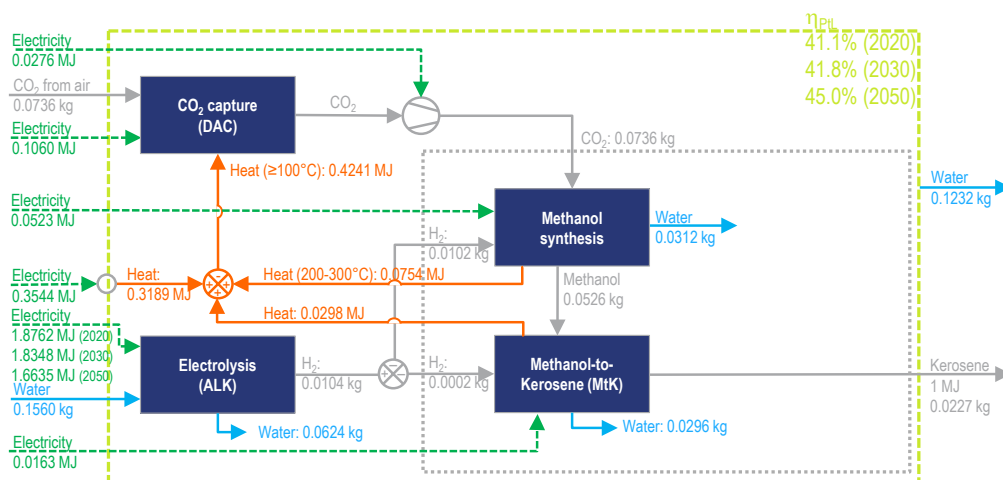 η PtL
41.1% (2020)
41.8% (2030)
45.0% (2050)
Electricity
0.0276 MJ
CO₂ from air
0.0736 kg
Electricity
0.1060 MJ
CO₂ capture
(DAC)
CO₂
CO₂: 0.0736 kg
Heat (≥100°C): 0.4241 MJ
Water
0.1232 kg
Electricity
0.0523 MJ
Methanol
synthesis
Water
0.0312 kg
H₂:
0.0102 kg
Electricity
0.3544 MJ
Heat:
0.3189 MJ
Heat (200-300°C): 0.0754 MJ
Methanol
0.0526 kg
Heat: 0.0298 MJ
Electricity
1.8762 MJ (2020)
1.8348 MJ (2030)
1.6635 MJ (2050)
Electrolysis
(ALK)
H₂:
0.0104 kg
H₂:
0.0002 kg
Methanol-to-
Kerosene (MtK)
Kerosene
1 MJ
0.0227 kg
Water
0.1560 kg
Water: 0.0624 kg
Water: 0.0296 kg
Electricity
0.0163 MJ